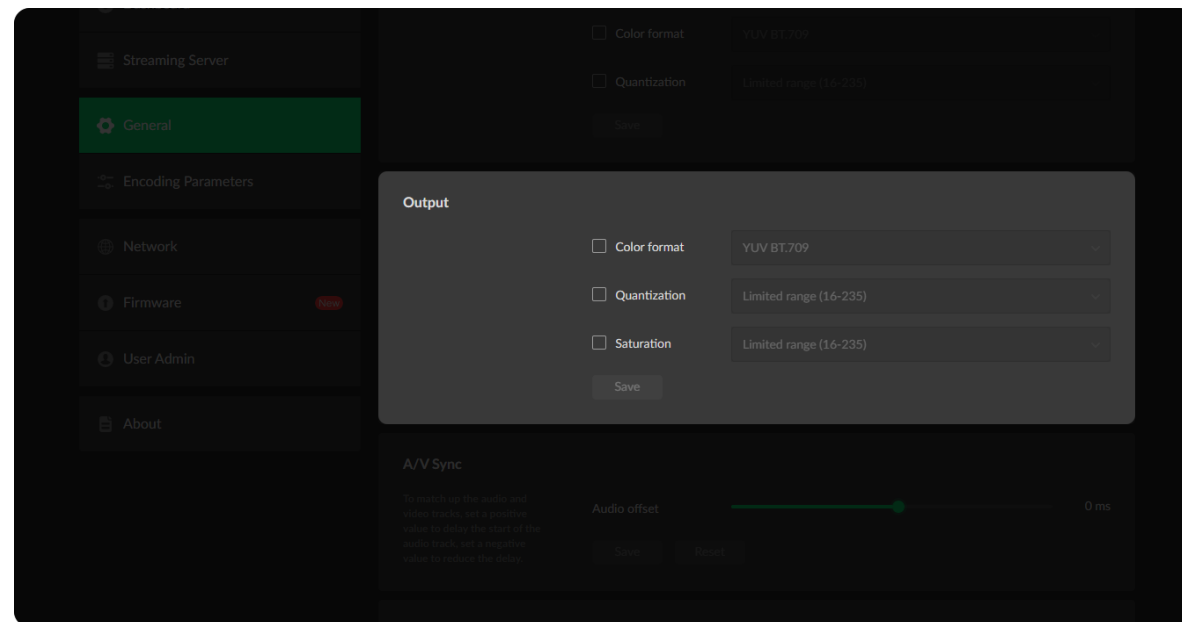 Streaming Server
General
Encoding Parameters
Network
Firmware
New
User Admin
About
Color format
YUV BT.709
Quantization
Limited range (16-235)
Save
Output
Color format
YUV BT.709
Quantization
Limited range (16-235)
Saturation
Limited range (16-235)
Save
A/V Sync
To match up the audio and
video tracks, set a positive
value to delay the start of the
audio track, set a negative
value to reduce the delay.
Audio offset
0 ms
Save
Reset